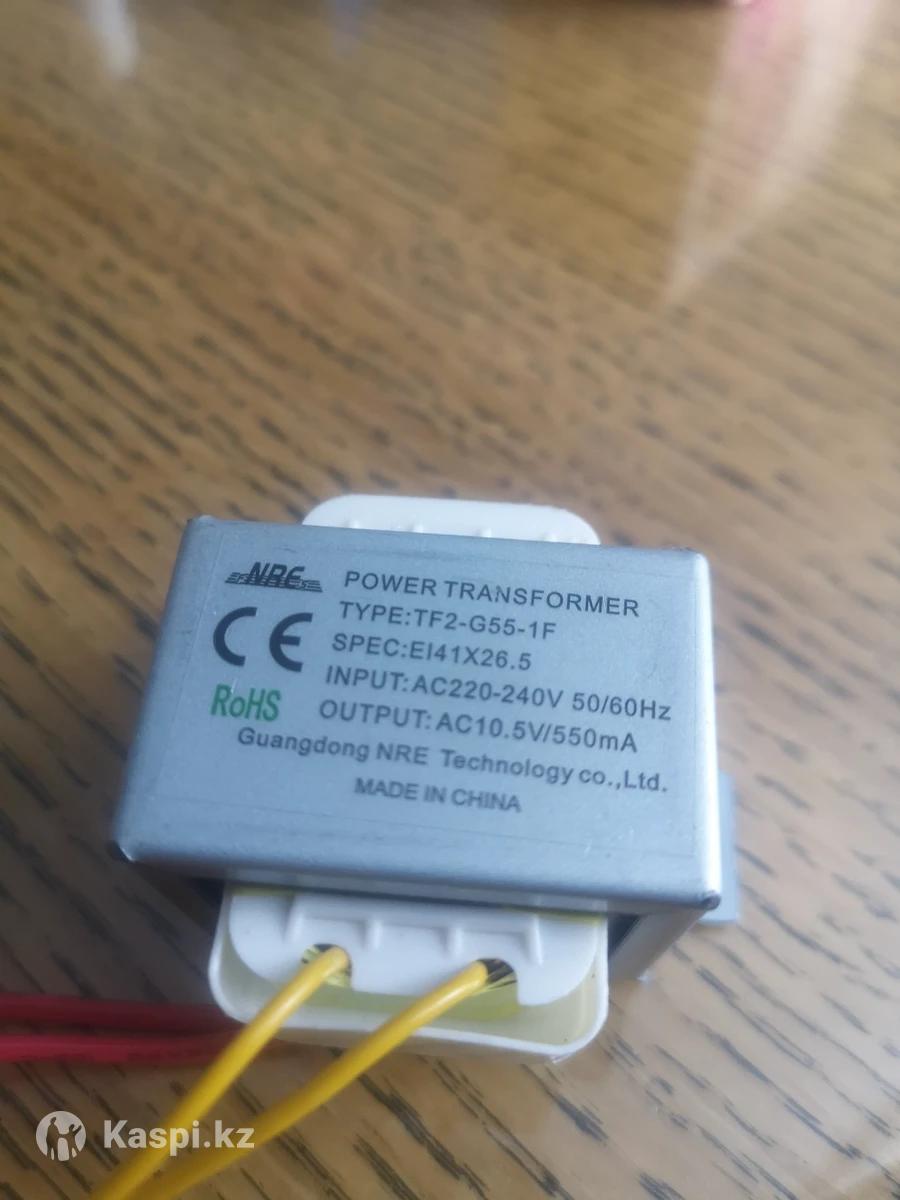 NRE
POWER TRANSFORMER
CE
TYPE:TF2-G55-1F
SPEC:EI41X26.5
RoHS
INPUT:AC220-240V 50/60Hz
OUTPUT:AC10.5V/550mA
Guangdong NRE Technology co.,Ltd.
MADE IN CHINA
Kaspi.kz